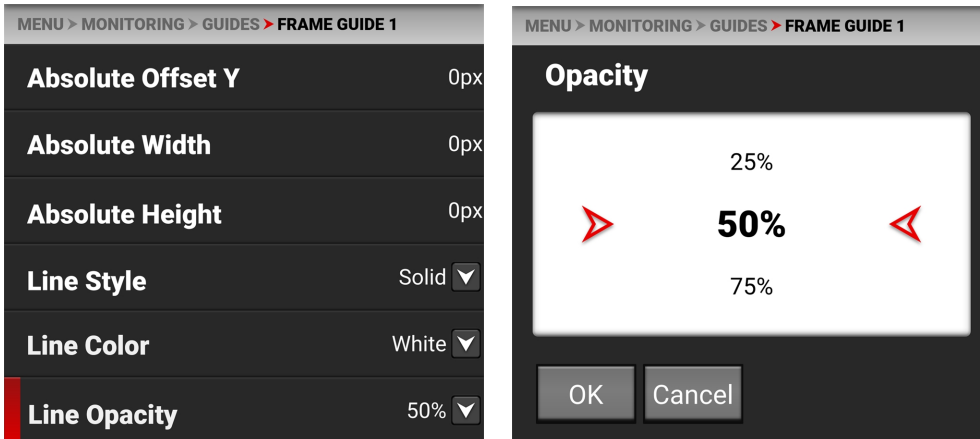 MENU > MONITORING > GUIDES > FRAME GUIDE 1
Absolute Offset Y 0px
Absolute Width 0px
Absolute Height 0px
Line Style Solid
Line Color White
Line Opacity 50%
MENU > MONITORING > GUIDES > FRAME GUIDE 1
Opacity
25%
50%
75%
OK Cancel